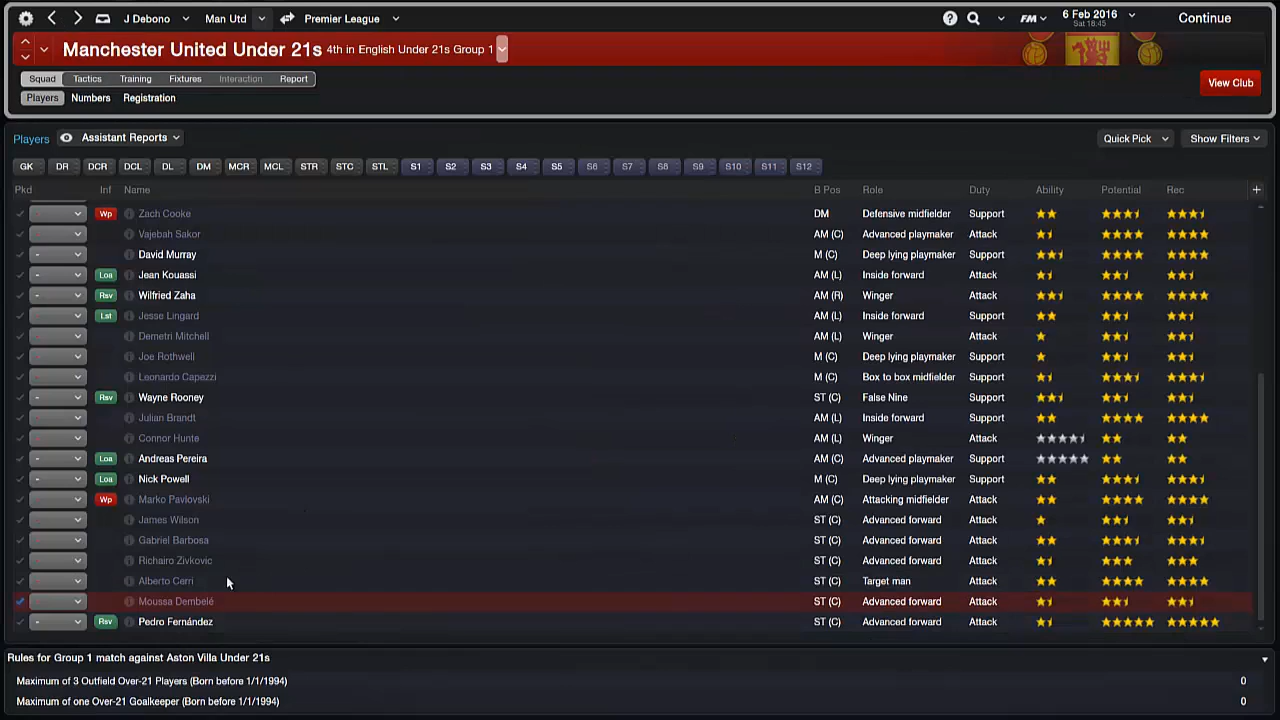 J Debono Man Utd Premier League ? FM 6 Feb 2016 Sat 18:45 Continue
Manchester United Under 21s 4th in English Under 21s Group 1
Squad Tactics Training Fixtures Interaction Report View Club
Players Numbers Registration
Players Assistant Reports Quick Pick Show Filters
GK DR DCR DCL DL DM MCR MCL STR STC STL S1 S2 S3 S4 S5 S6 S7 S8 S9 S10 S11 S12
Pkd Inf Name B Pos Role Duty Ability Potential Rec +
Wp Zach Cooke DM Defensive midfielder Support
Vajebah Sakor AM (C) Advanced playmaker Attack
David Murray M (C) Deep lying playmaker Support
- Loa Jean Kouassi AM (L) Inside forward Attack
- Rsv Wilfried Zaha AM (R) Winger Attack
Lst Jesse Lingard AM (L) Inside forward Support
Demetri Mitchell AM (L) Winger Attack
Joe Rothwell M (C) Deep lying playmaker Support
Leonardo Capezzi M (C) Box to box midfielder Support
- Rsv Wayne Rooney ST (C) False Nine Support
Julian Brandt AM (L) Inside forward Support
Connor Hunte AM (L) Winger Attack
- Loa Andreas Pereira AM (C) Advanced playmaker Support
- Loa Nick Powell M (C) Deep lying playmaker Support
Wp Marko Pavlovski AM (C) Attacking midfielder Attack
James Wilson ST (C) Advanced forward Attack
Gabriel Barbosa ST (C) Advanced forward Attack
Richairo Zivkovic ST (C) Advanced forward Attack
Alberto Cerri ST (C) Target man Attack
Moussa Dembelé ST (C) Advanced forward Attack
- Rsv Pedro Fernández ST (C) Advanced forward Attack
Rules for Group 1 match against Aston Villa Under 21s
Maximum of 3 Outfield Over-21 Players (Born before 1/1/1994) 0
Maximum of one Over-21 Goalkeeper (Born before 1/1/1994) 0